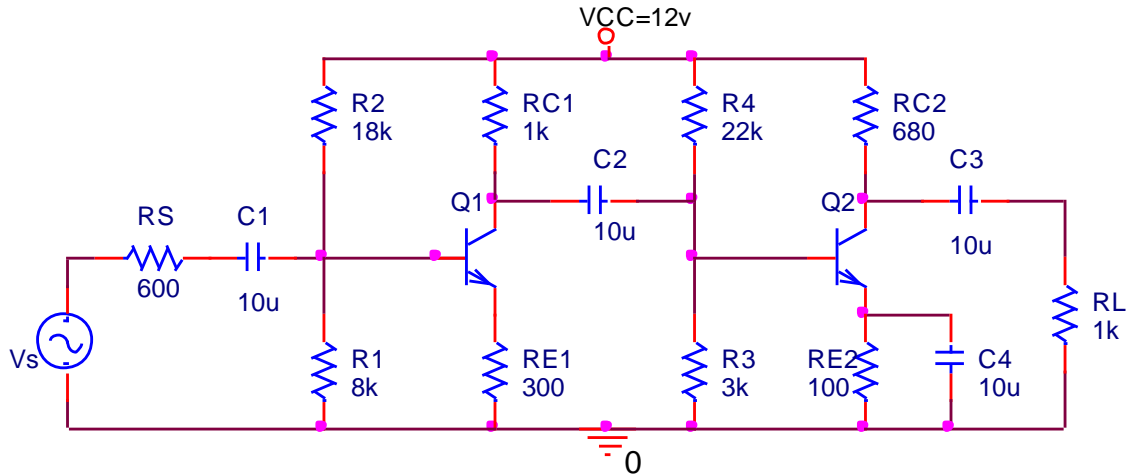 VCC=12v
R2
18k
RC1
1k
R4
22k
RC2
680
C2
10u
C3
10u
Q1
Q2
RS
600
C1
10u
Vs
R1
8k
RE1
300
R3
3k
RE2
100
C4
10u
RL
1k
0